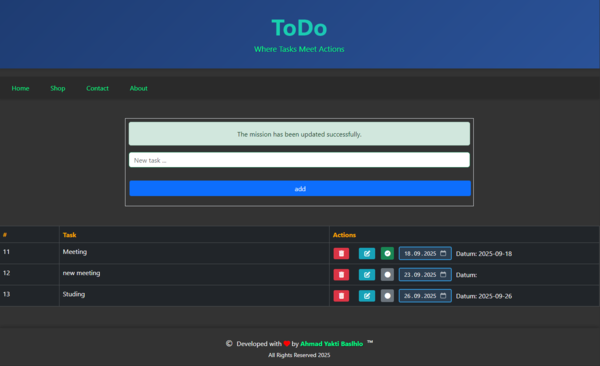 ToDo
Where Tasks Meet Actions
Home Shop Contact About
The mission has been updated successfully.
New task ...
add
# Task Actions
11 Meeting 18.09.2025 Datum: 2025-09-18
12 new meeting 23.09.2025 Datum:
13 Studing 26.09.2025 Datum: 2025-09-26
© Developed with by Ahmad Yakti Baslhio ™
All Rights Reserved 2025